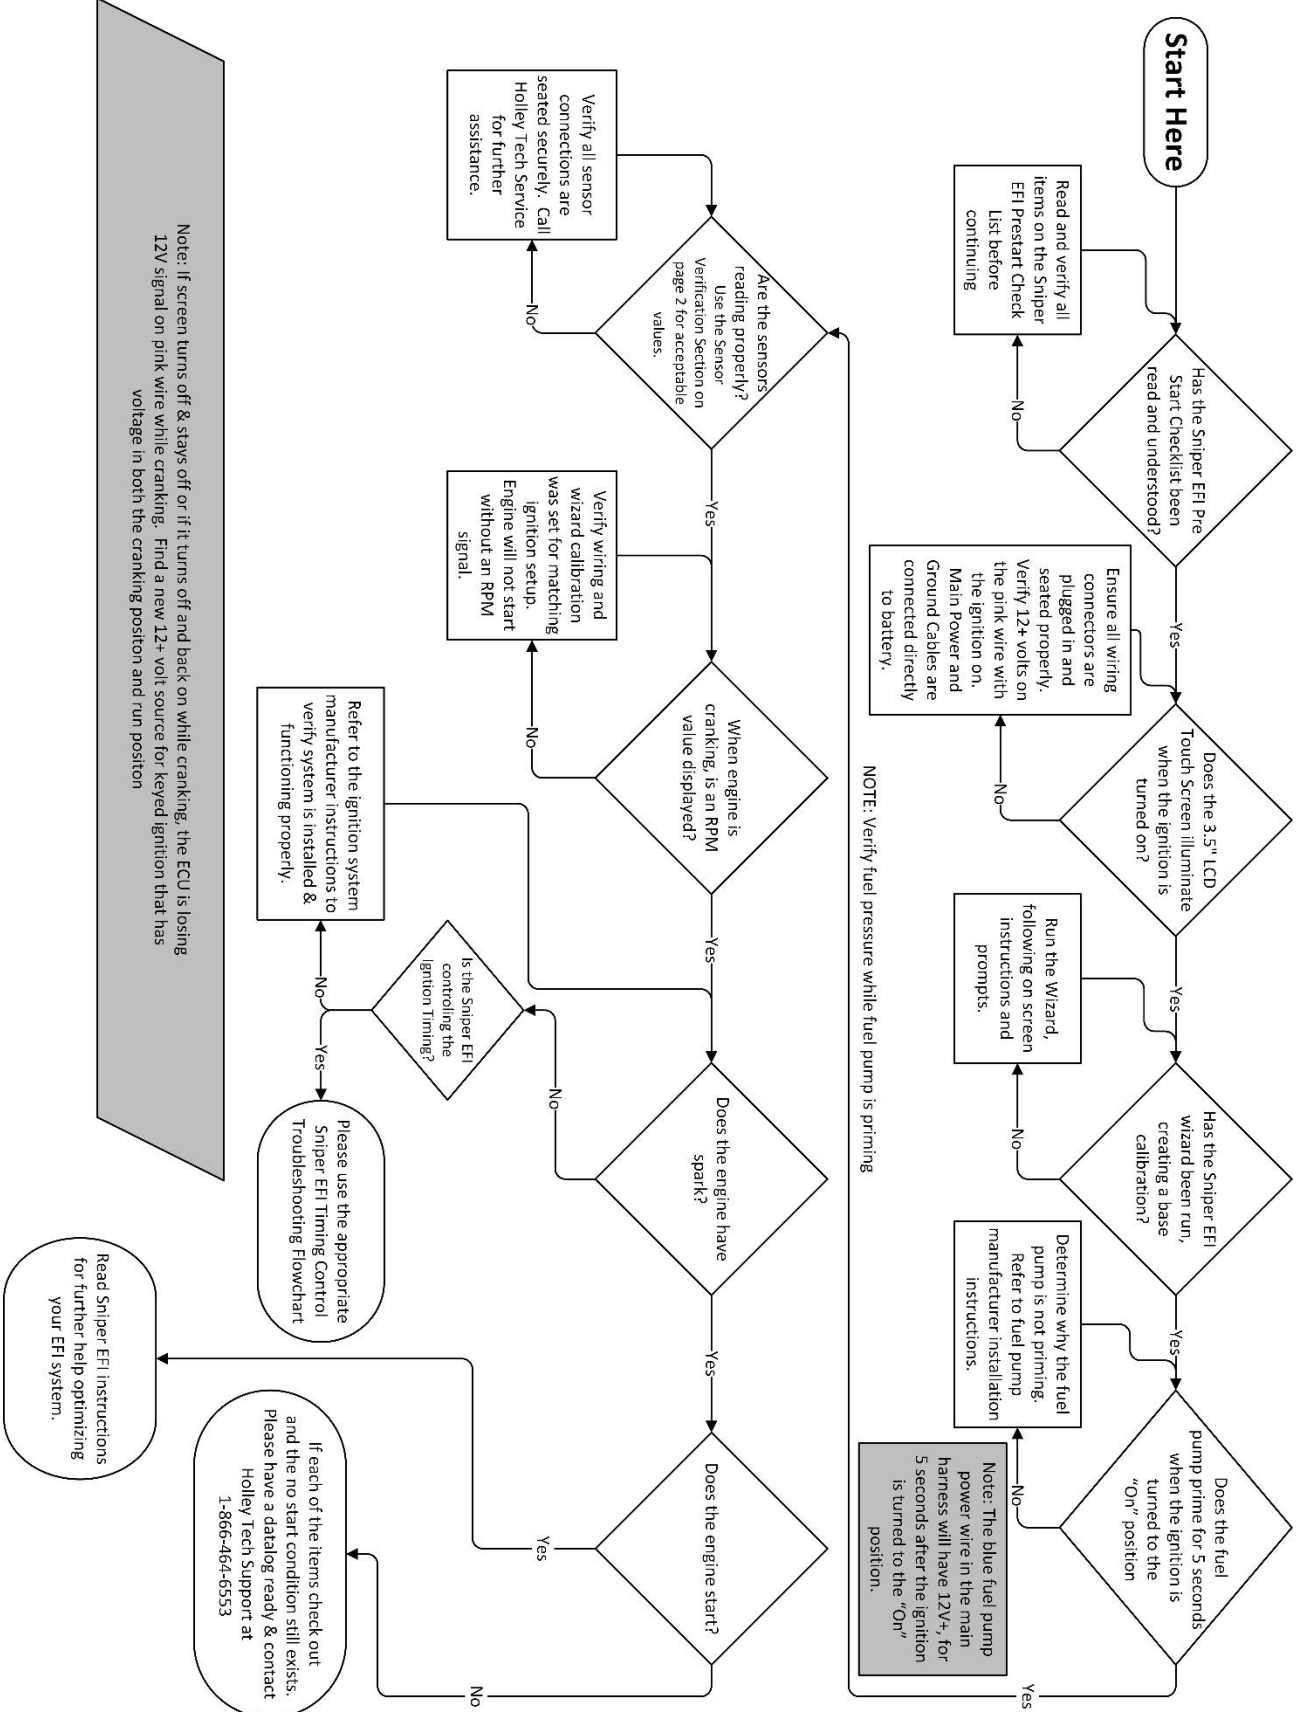 Start Here
Has the Sniper EFI Pre
Start Checklist been
read and understood?
No
Read and verify all
items on the Sniper
EFI Prestart Check
List before
continuing
Yes
Does the 3.5" LCD
Touch Screen illuminate
when the ignition is
turned on?
No
Ensure all wiring
connectors are
plugged in and
seated properly.
Verify 12+ volts on
the pink wire with
the ignition on.
Main Power and
Ground Cables are
connected directly
to battery.
Yes
Has the Sniper EFI
wizard been run,
creating a base
calibration?
No
Run the Wizard,
following on screen
instructions and
prompts.
Yes
Does the fuel
pump prime for 5 seconds
when the ignition is
turned to the
“On” position
No
Determine why the fuel
pump is not priming.
Refer to fuel pump
manufacturer installation
instructions.
Note: The blue fuel pump
power wire in the main
harness will have 12V+, for
5 seconds after the ignition
is turned to the “On”
position.
Yes
NOTE: Verify fuel pressure while fuel pump is priming
Are the sensors
reading properly?
Use the Sensor
Verification Section on
page 2 for acceptable
values.
No
Verify all sensor
connections are
seated securely. Call
Holley Tech Service
for further
assistance.
Yes
When engine is
cranking, is an RPM
value displayed?
No
Verify wiring and
wizard calibration
was set for matching
ignition setup.
Engine will not start
without an RPM
signal.
Yes
Does the engine have
spark?
No
Is the Sniper EFI
controling the
Igntion Timing?
No
Refer to the ignition system
manufacturer instructions to
verify system is installed &
functioning properly.
Yes
Please use the appropriate
Sniper EFI Timing Control
Troubleshooting Flowchart
Yes
Does the engine start?
Yes
Read Sniper EFI instructions
for further help optimizing
your EFI system.
No
If each of the items check out
and the no start condition still exists.
Please have a datalog ready & contact
Holley Tech Support at
1-866-464-6553
Note: If screen turns off & stays off or if it turns off and back on while cranking, the ECU is losing
12V signal on pink wire while cranking. Find a new 12+ volt source for keyed ignition that has
voltage in both the cranking positon and run positon